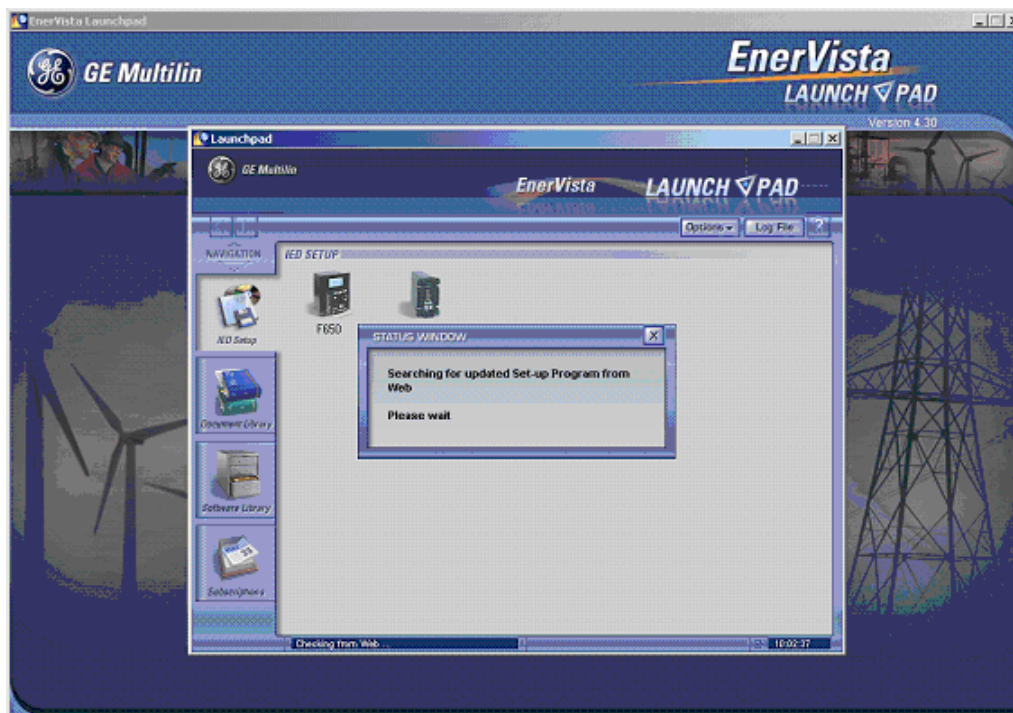 EnerVista Launchpad
GE Multilin
EnerVista
LAUNCH PAD
Version 4.30
Launchpad
GE Multilin
EnerVista LAUNCH PAD
Options Log File ?
NAVIGATION
IED SETUP
IED Setup
F650
STATUS WINDOW
Searching for updated Set-up Program from
Web
Please wait
Document Library
Software Library
Subscriptions
Checking from Web ...
10:02:37